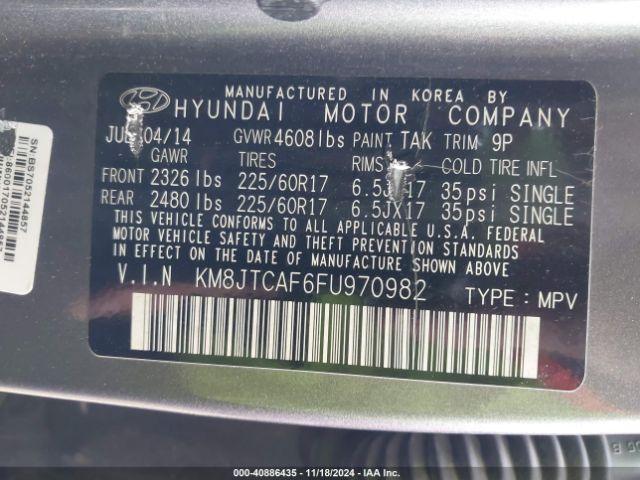 MANUFACTURED IN KOREA BY
HYUNDAI MOTOR COMPANY
04/14 GVWR 4608lbs PAINT TAK TRIM 9P
GAWR TIRES RIMS COLD TIRE INFL
FRONT 2326 lbs 225/60R17 6.5JX17 35psi SINGLE
REAR 2480 lbs 225/60R17 6.5JX17 35psi SINGLE
THIS VEHICLE CONFORMS TO ALL APPLICABLE U.S.A. FEDERAL
MOTOR VEHICLE SAFETY AND THEFT PREVENTION STANDARDS
IN EFFECT ON THE DATE OF MANUFACTURE SHOWN ABOVE.
V.I.N KM8JTCAF6FU970982 TYPE : MPV
SN:BS7052144857
000-40886435 - 11/18/2024 - IAA Inc.